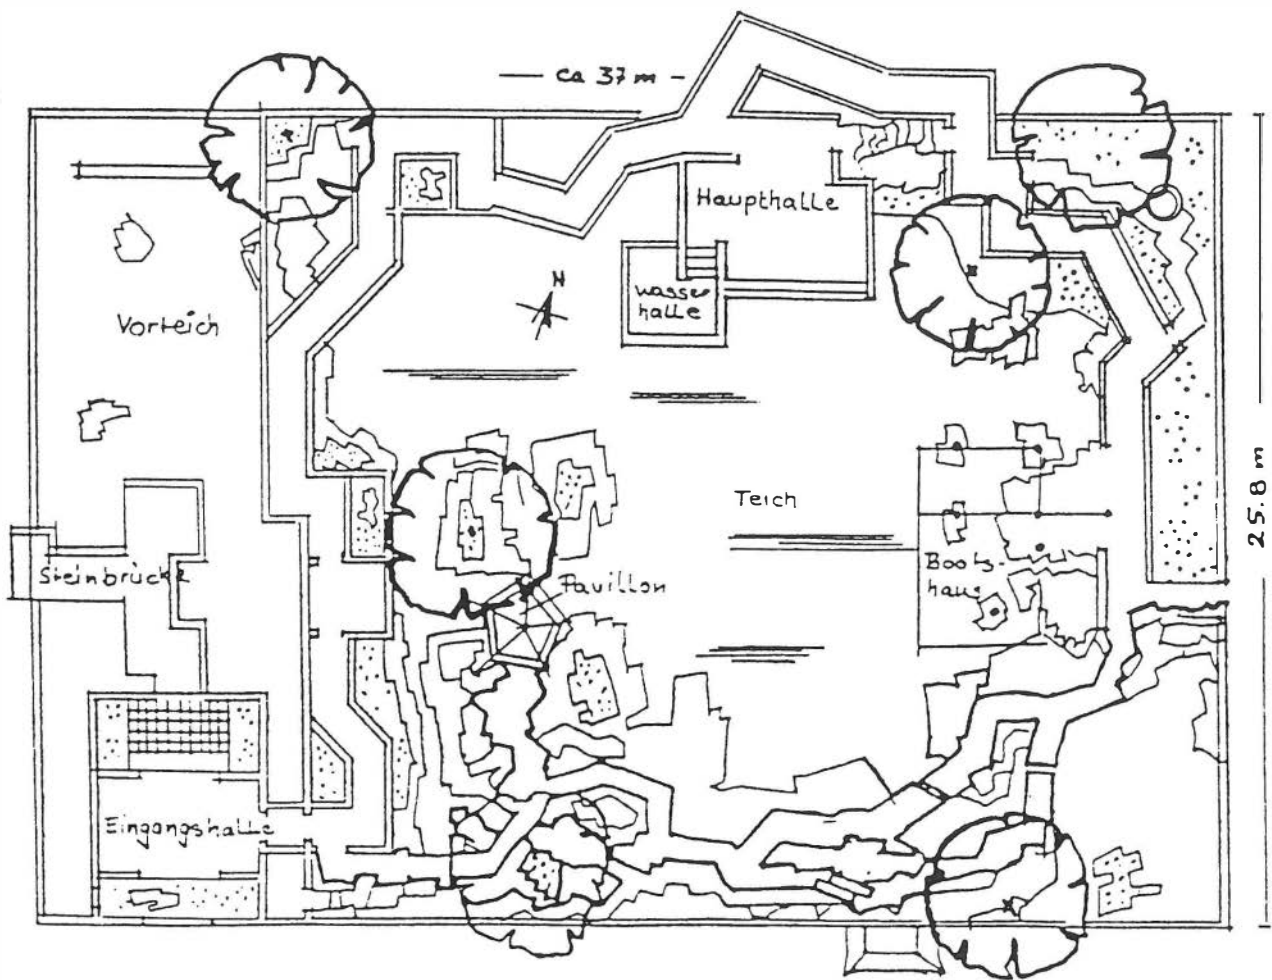 ca 37 m
Haupthalle
N
Wasser
halle
Vorteich
Teich
25.8 m
Steinbrücke
Pavillon
Boots-
haus
Eingangshalle